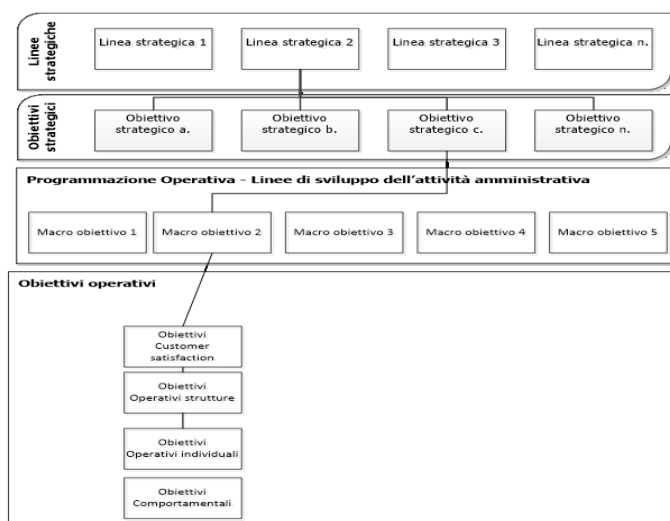 Linee
strategiche
Linea strategica 1
Linea strategica 2
Linea strategica 3
Linea strategica n.
Obiettivi
strategici
Obiettivo
strategico a.
Obiettivo
strategico b.
Obiettivo
strategico c.
Obiettivo
strategico n.
Programmazione Operativa – Linee di sviluppo dell'attività amministrativa
Macro obiettivo 1
Macro obiettivo 2
Macro obiettivo 3
Macro obiettivo 4
Macro obiettivo 5
Obiettivi operativi
Obiettivi
Customer
satisfaction
Obiettivi
Operativi strutture
Obiettivi
Operativi individuali
Obiettivi
Comportamentali